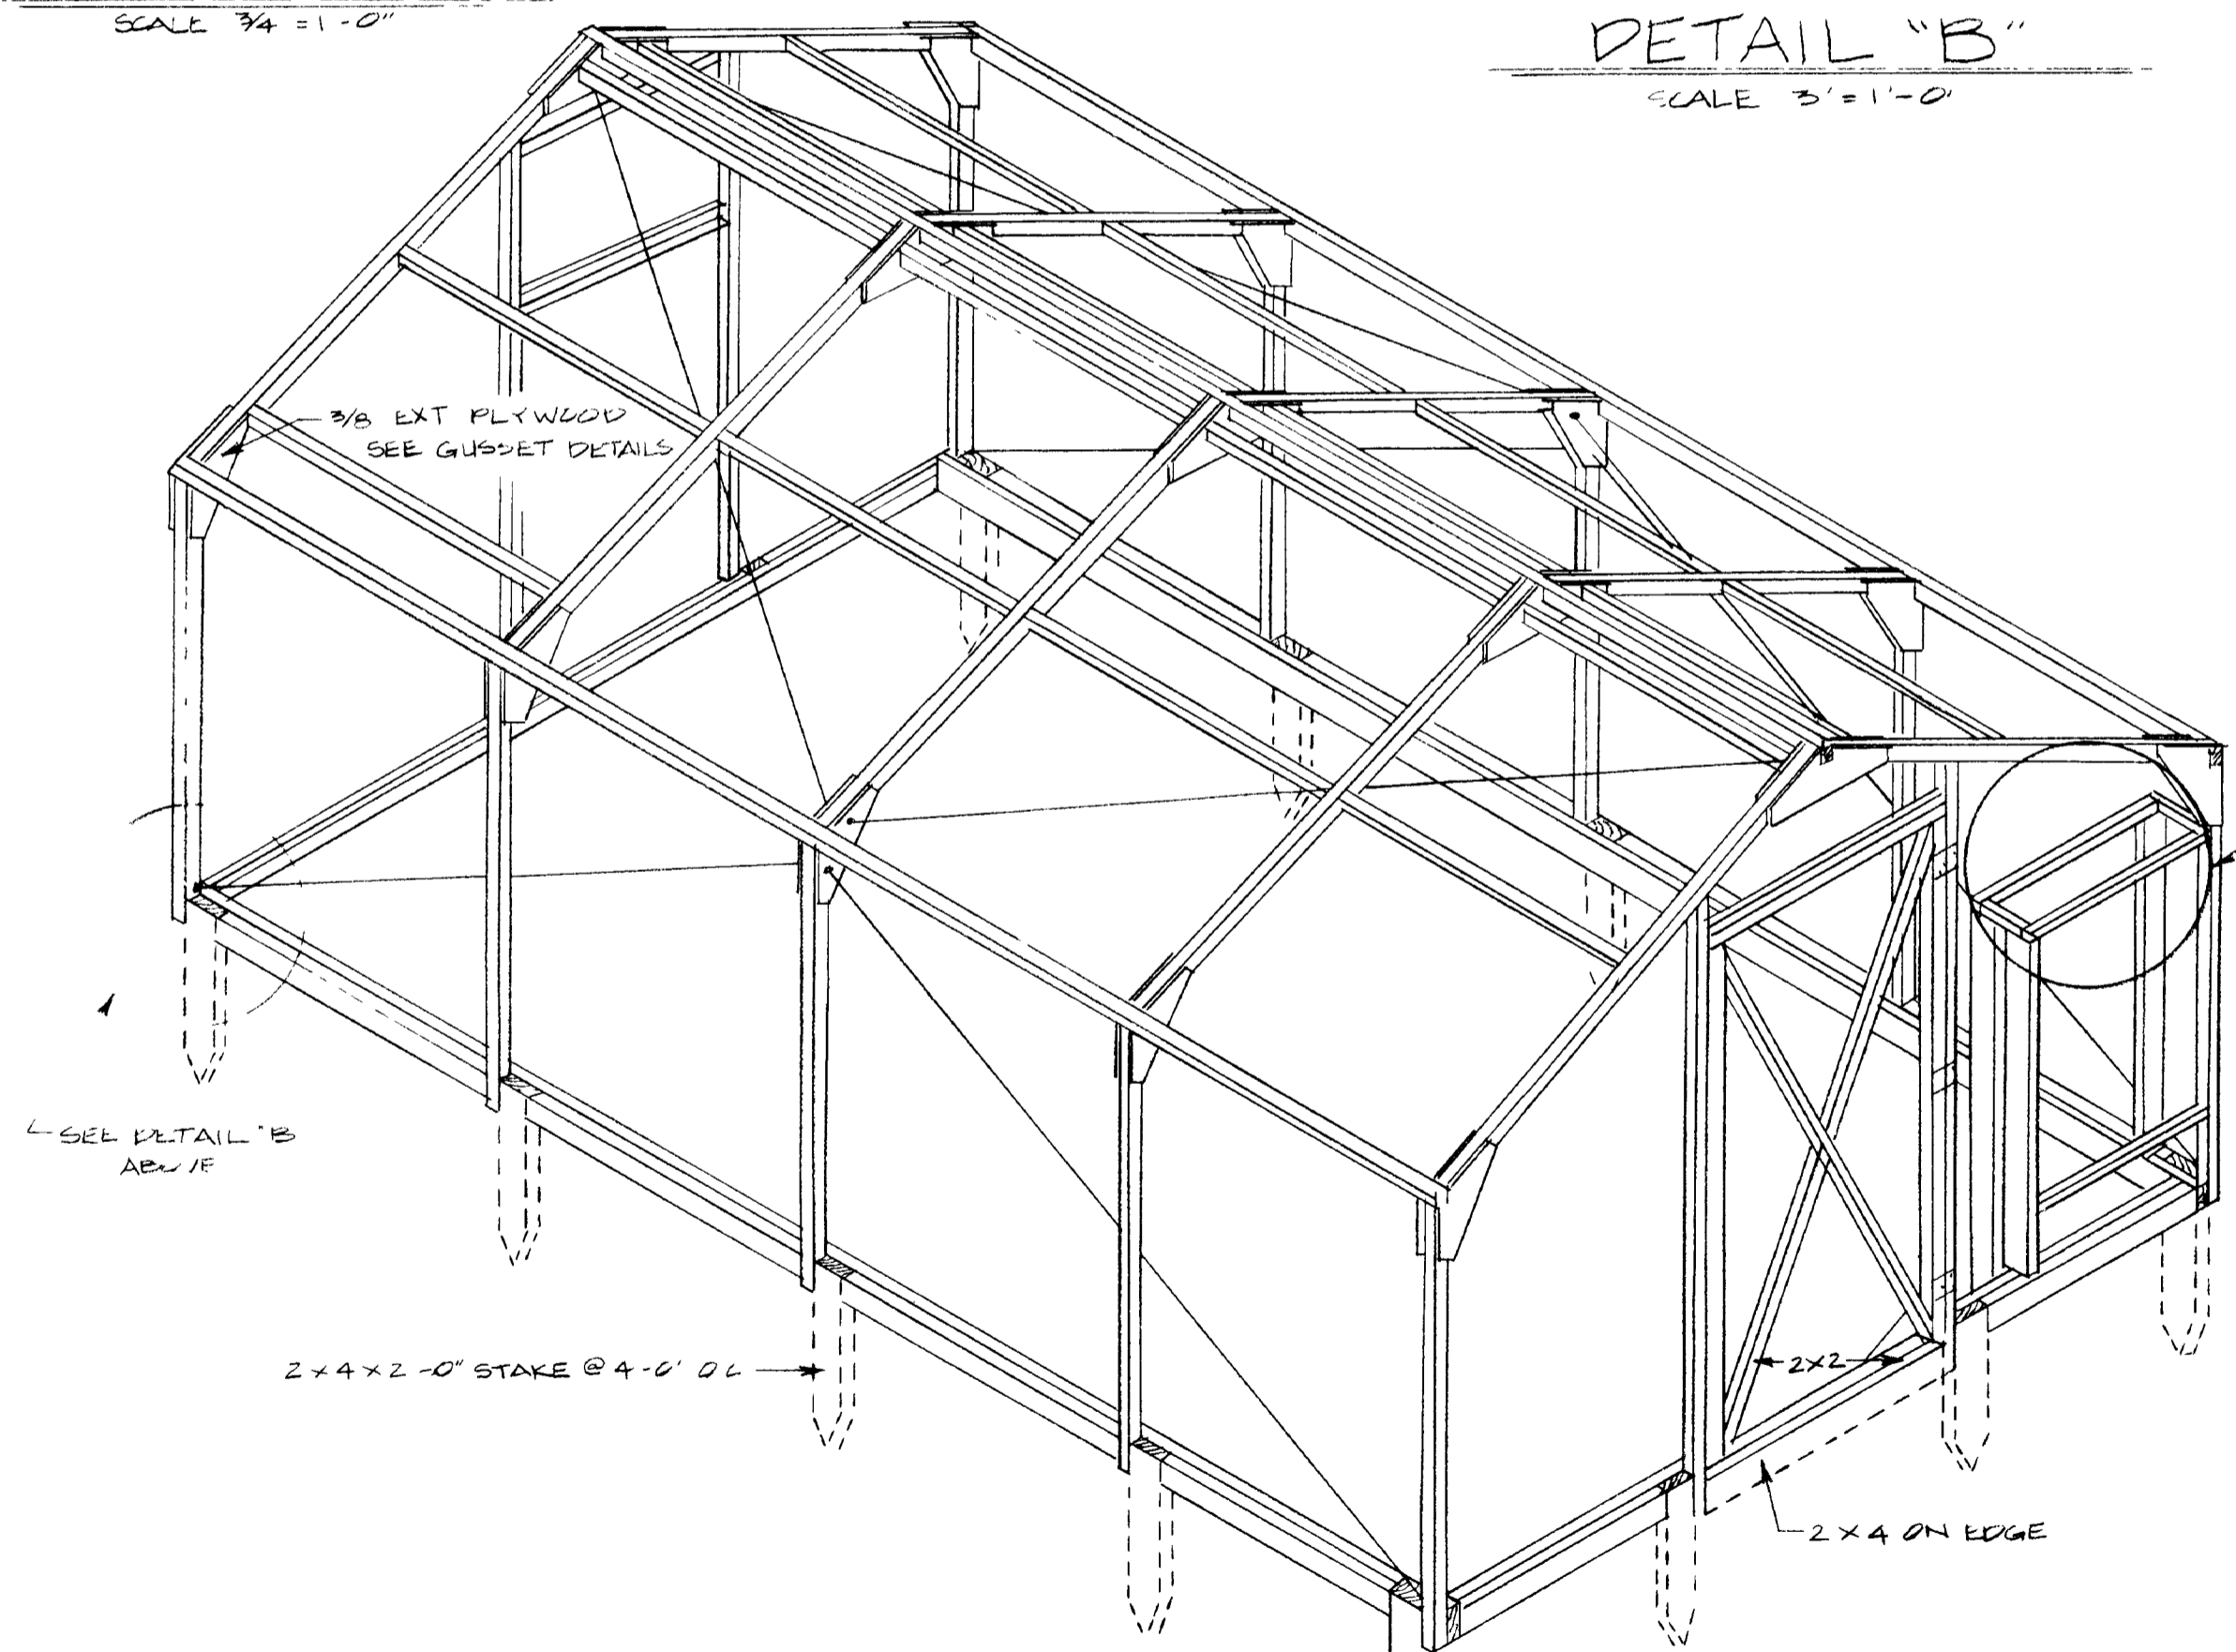 SCALE 3/4 = 1-0"
DETAIL "B"
SCALE 3' = 1'-0'
3/8 EXT PLYWOOD
SEE GUSSET DETAILS
SEE DETAIL "B
2 x 4 x 2-0" STAKE @ 4-0'
2x2
2 x 4 ON EDGE